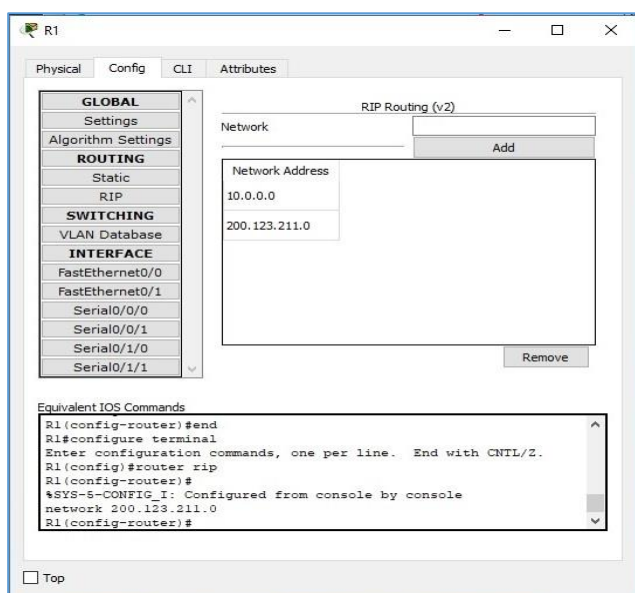 R1
Physical Config CLI Attributes
GLOBAL
Settings
Algorithm Settings
ROUTING
Static
RIP
SWITCHING
VLAN Database
INTERFACE
FastEthernet0/0
FastEthernet0/1
Serial0/0/0
Serial0/0/1
Serial0/1/0
Serial0/1/1
RIP Routing (v2)
Network
Add
Network Address
10.0.0.0
200.123.211.0
Remove
Equivalent IOS Commands
R1(config-router)#end
R1#configure terminal
Enter configuration commands, one per line. End with CNTL/Z.
R1(config)#router rip
R1(config-router)#
%SYS-5-CONFIG_I: Configured from console by console
network 200.123.211.0
R1(config-router)#
Top